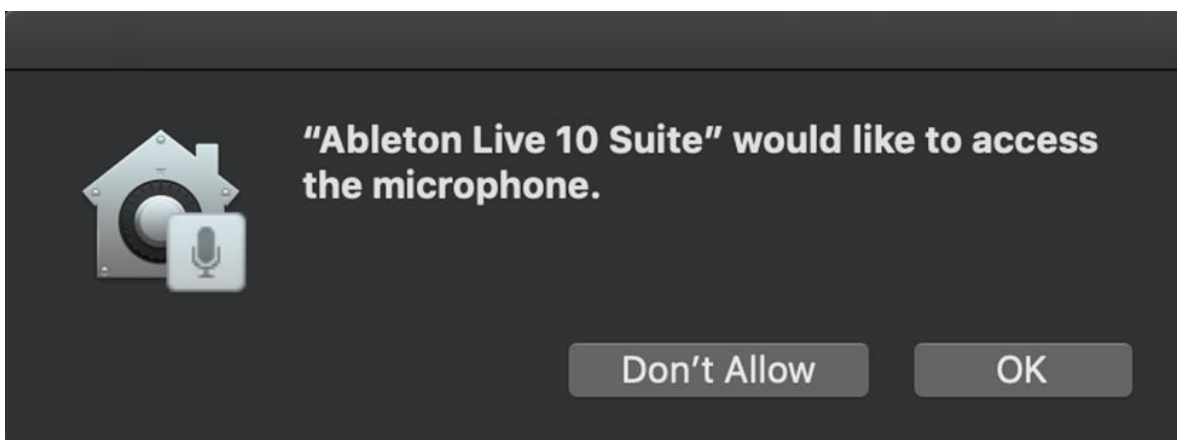 “Ableton Live 10 Suite” would like to access
the microphone.
Don’t Allow
OK